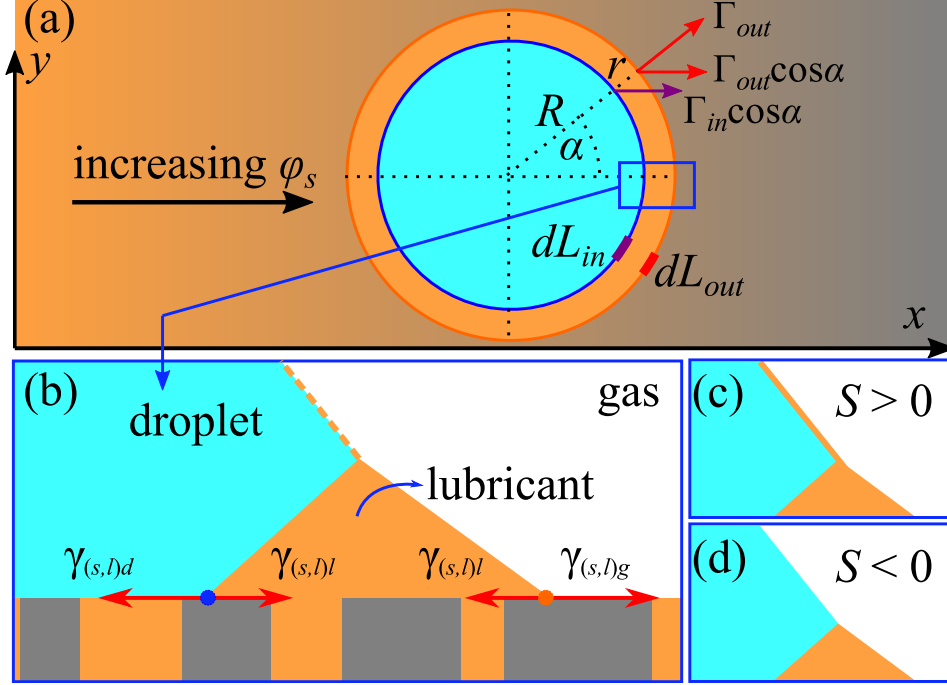 (a)
y
Γout
r
Γoutcosα
Γincosα
R
α
increasing φs
dLin
dLout
x
(b)
droplet
gas
lubricant
γ(s,l)d
γ(s,l)l
γ(s,l)l
γ(s,l)g
(c)
S > 0
(d)
S < 0